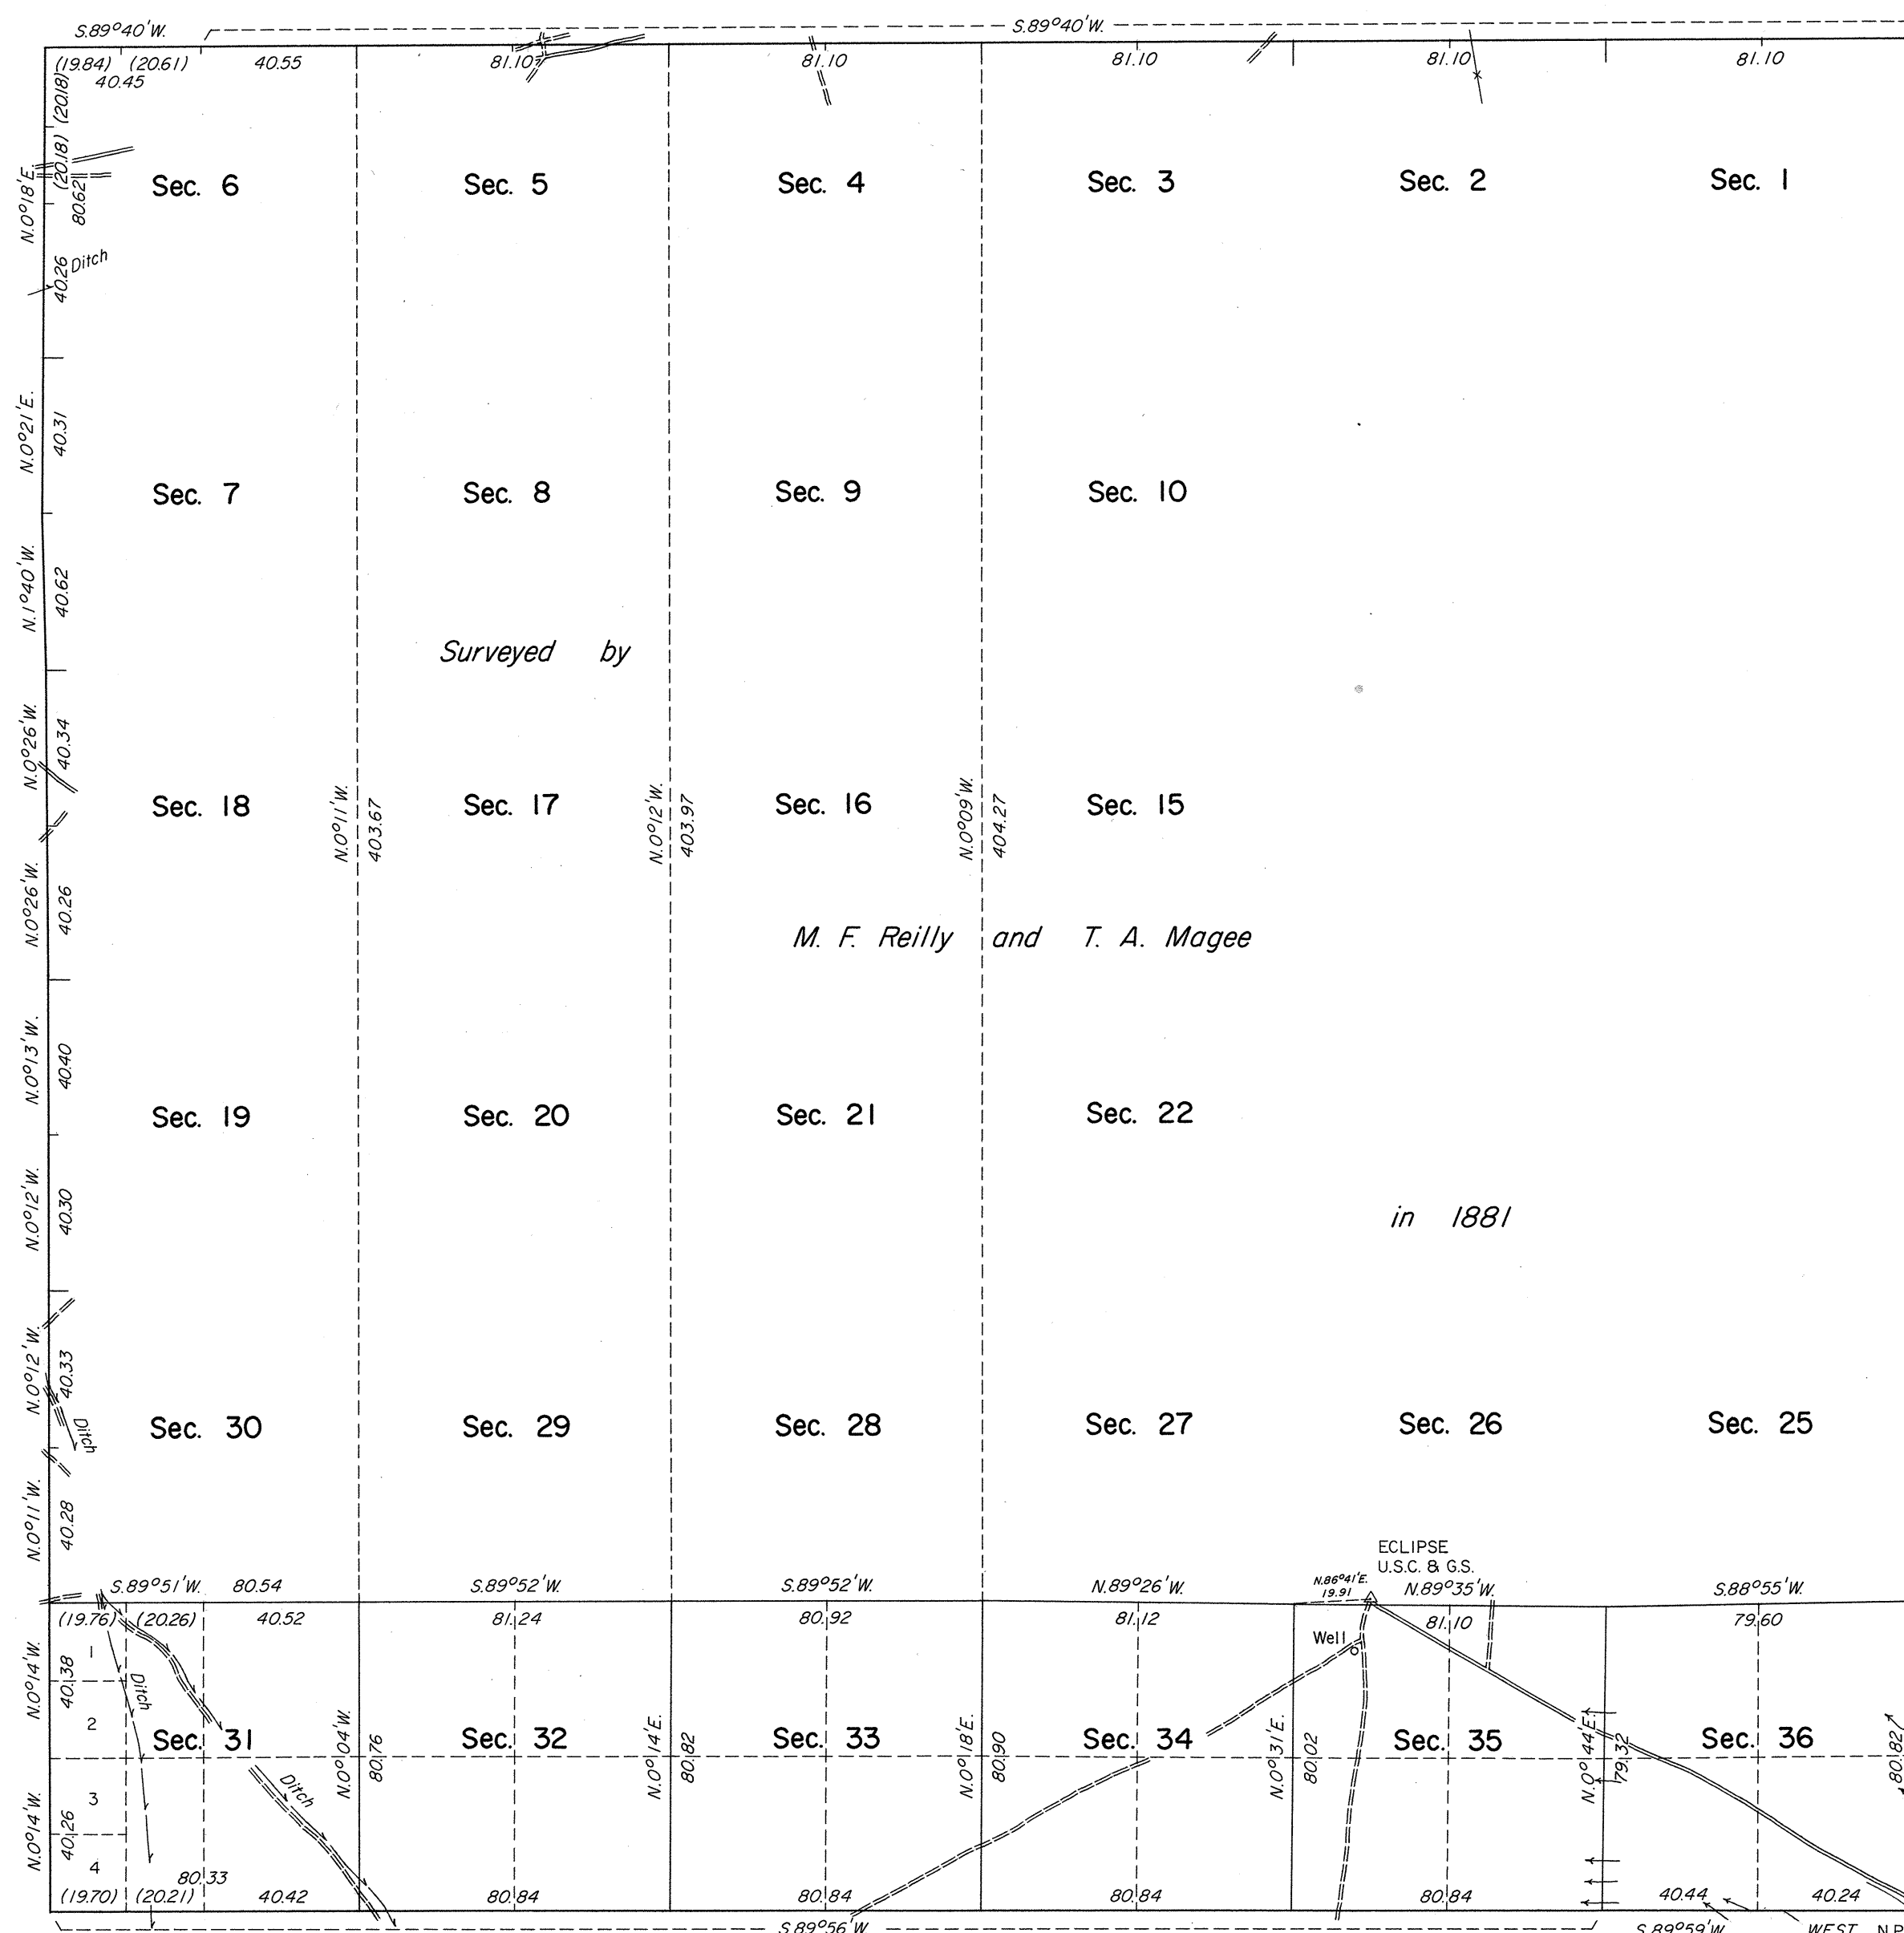 S.89°40'W.
S.89°40'W.
(19.84) (20.61) 40.55 81.10 81.10 81.10 81.10 81.10
40.45
(20.18)
(20.18)
80.62
N.0°18'E.
Sec. 6 Sec. 5 Sec. 4 Sec. 3 Sec. 2 Sec. 1
40.26
Ditch
N.0°21'E.
40.31
Sec. 7 Sec. 8 Sec. 9 Sec. 10
N.1°40'W.
40.62
Surveyed by
N.0°26'W.
40.34
Sec. 18 Sec. 17 Sec. 16 Sec. 15
N.0°11'W.
403.67
N.0°12'W.
403.97
N.0°09'W.
404.27
N.0°26'W.
40.26
M. F. Reilly and T. A. Magee
N.0°13'W.
40.40
Sec. 19 Sec. 20 Sec. 21 Sec. 22
N.0°12'W.
40.30
in 1881
N.0°12'W.
40.33
Ditch
Sec. 30 Sec. 29 Sec. 28 Sec. 27 Sec. 26 Sec. 25
N.0°11'W.
40.28
ECLIPSE
U.S.C. & G.S.
S.89°51'W. 80.54 S.89°52'W. S.89°52'W. N.89°26'W. N.86°41'E. N.89°35'W. S.88°55'W.
19.91
(19.76) (20.26) 40.52 81.24 80.92 81.12 81.10 79.60
Well
1
N.0°14'W.
40.38
Ditch
2
Sec. 31 Sec. 32 Sec. 33 Sec. 34 Sec. 35 Sec. 36
N.0°04'W.
80.76
N.0°14'E.
80.82
N.0°18'E.
80.90
N.0°31'E.
80.02
N.0°44'E.
79.32
80.82
Ditch
3
N.0°14'W.
40.26
4
80.33
(19.70) (20.21) 40.42 80.84 80.84 80.84 80.84 40.44 40.24
S.89°56'W S.89°59'W. WEST N.P